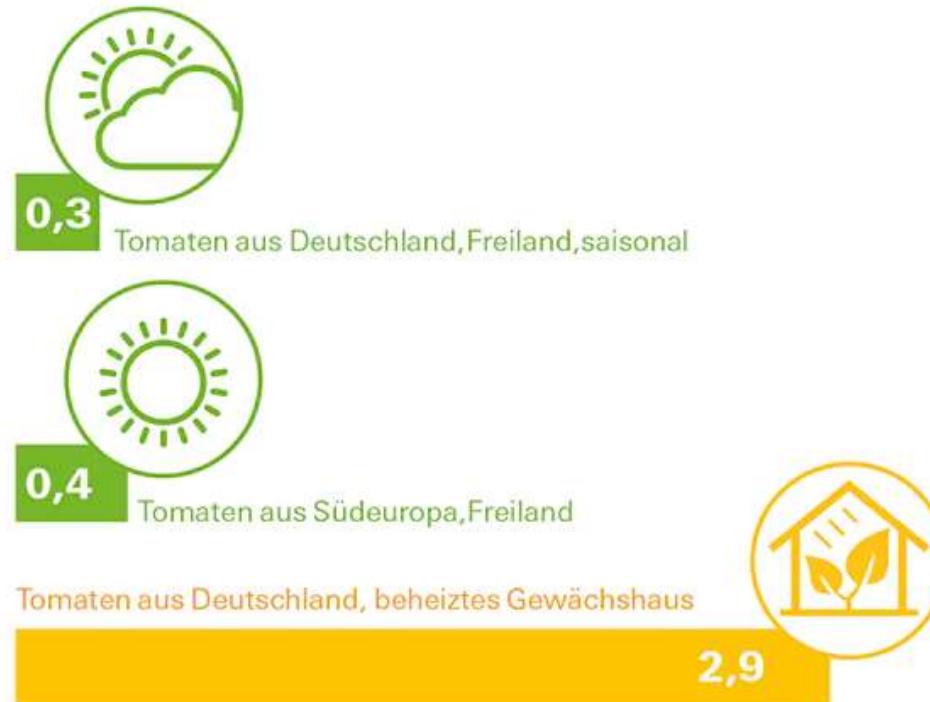 0,3
Tomaten aus Deutschland, Freiland, saisonal
0,4
Tomaten aus Südeuropa, Freiland
Tomaten aus Deutschland, beheiztes Gewächshaus
2,9